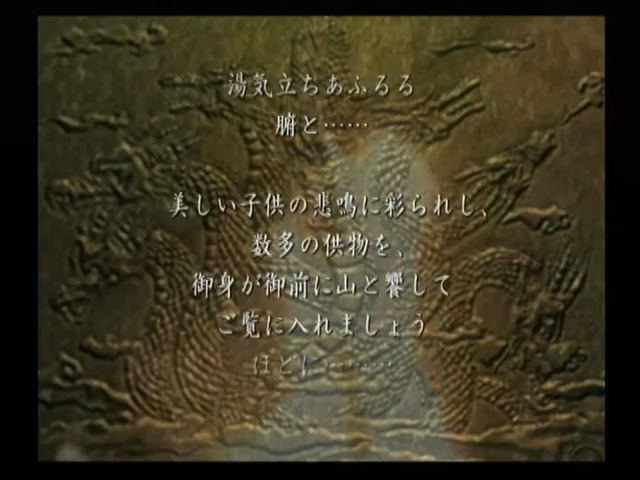 湯気立ちあふるる
腑と……
美しい子供の悲鳴に彩られし、
数多の供物を、
御身が御前に山と饗して
ご覧に入れましょう
ほどに………